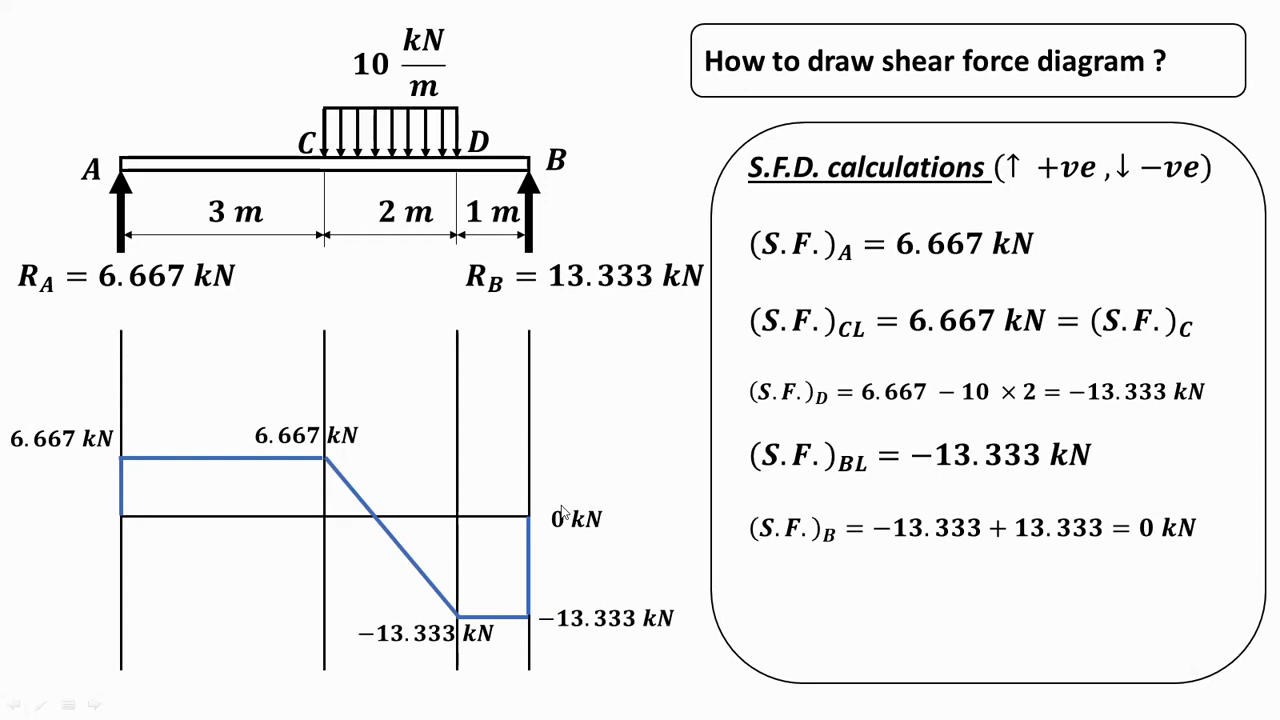 10 kN/m
C
D
A
B
3 m
2 m
1 m
R_A = 6.667 kN
R_B = 13.333 kN
6.667 kN
6.667 kN
0 kN
−13.333 kN
−13.333 kN
How to draw shear force diagram ?
S.F.D. calculations (↑ +ve ,↓ −ve)
(S.F.)_A = 6.667 kN
(S.F.)_CL = 6.667 kN = (S.F.)_C
(S.F.)_D = 6.667 − 10 × 2 = −13.333 kN
(S.F.)_BL = −13.333 kN
(S.F.)_B = −13.333 + 13.333 = 0 kN